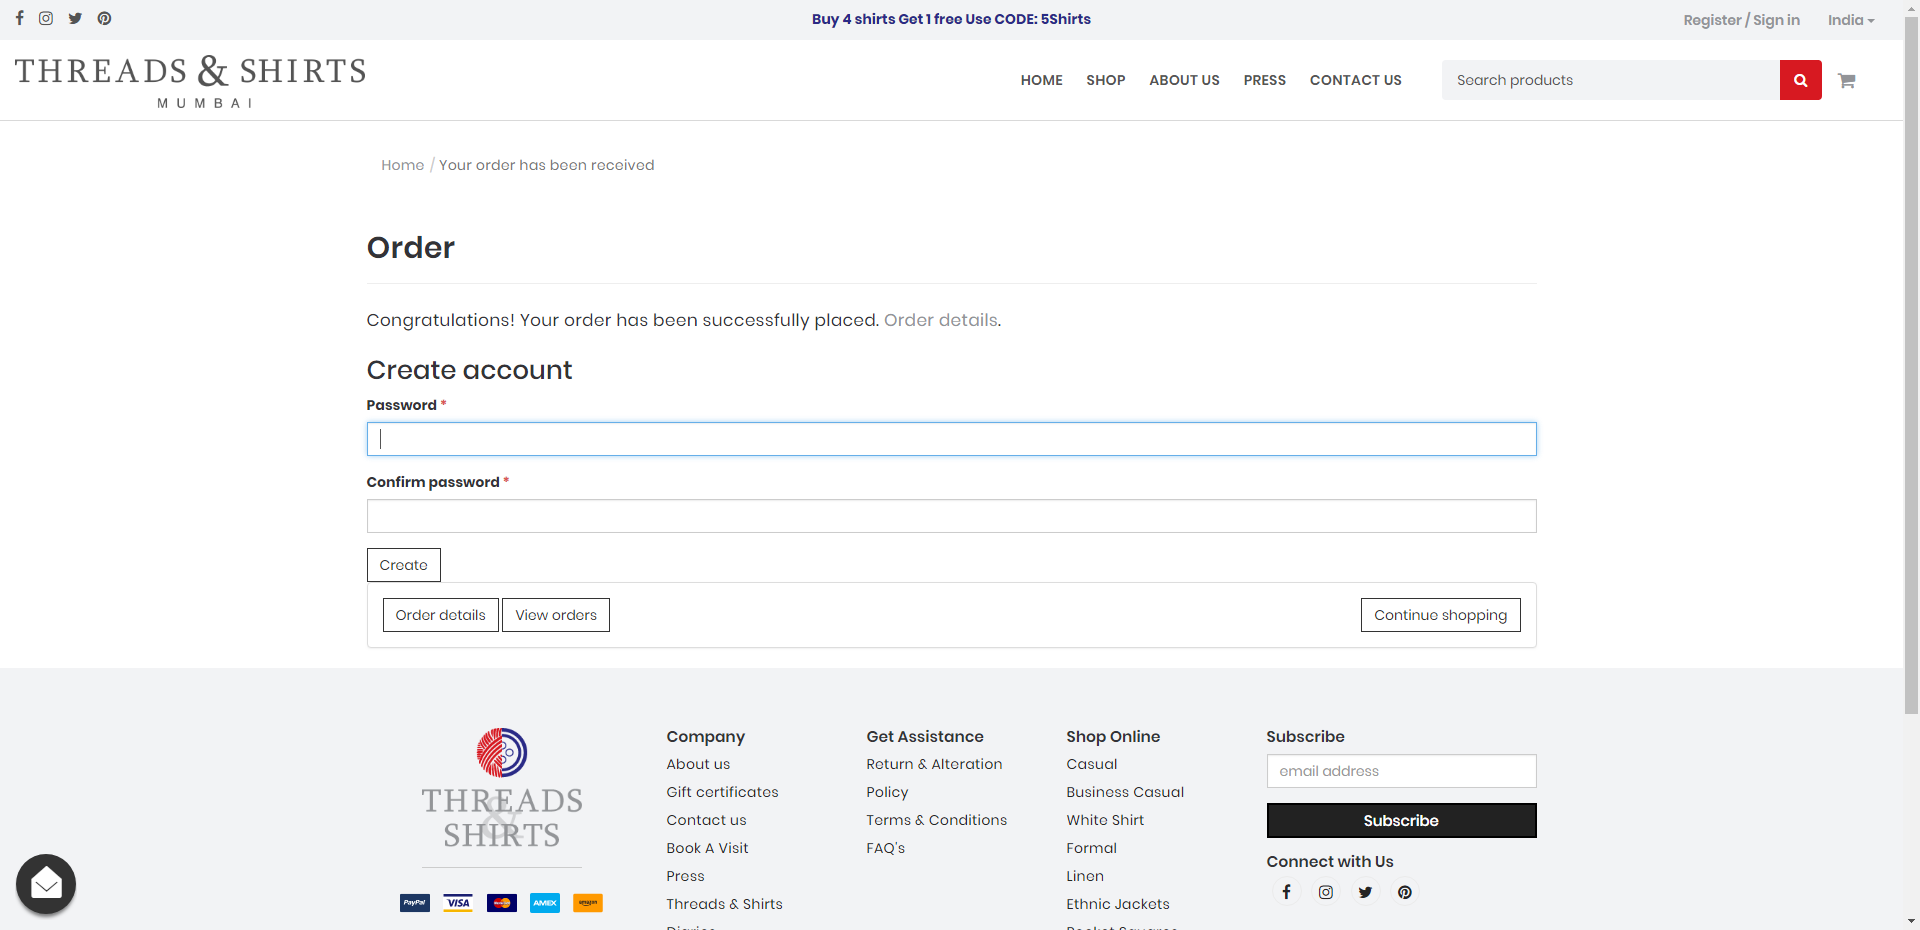 Buy 4 shirts Get 1 free Use CODE: 5Shirts
Register / Sign in
India
THREADS & SHIRTS
MUMBAI
HOME
SHOP
ABOUT US
PRESS
CONTACT US
Search products
Home / Your order has been received
Order
Congratulations! Your order has been successfully placed. Order details.
Create account
Password *
Confirm password *
Create
Order details
View orders
Continue shopping
THREADS
&
SHIRTS
PayPal
VISA
MasterCard
AMEX
amazon
Company
About us
Gift certificates
Contact us
Book A Visit
Press
Threads & Shirts
Diaries
Get Assistance
Return & Alteration
Policy
Terms & Conditions
FAQ's
Shop Online
Casual
Business Casual
White Shirt
Formal
Linen
Ethnic Jackets
Pocket Squares
Subscribe
email address
Subscribe
Connect with Us